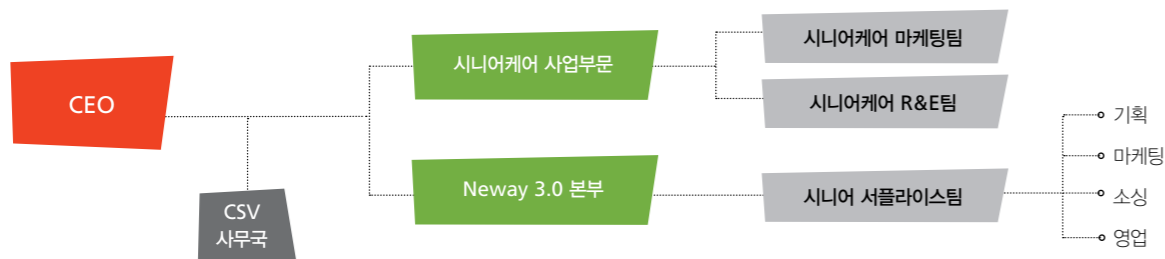 CEO
CSV
사무국
시니어케어 사업부문
Neway 3.0 본부
시니어케어 마케팅팀
시니어케어 R&E팀
시니어 서플라이스팀
기획
마케팅
소싱
영업